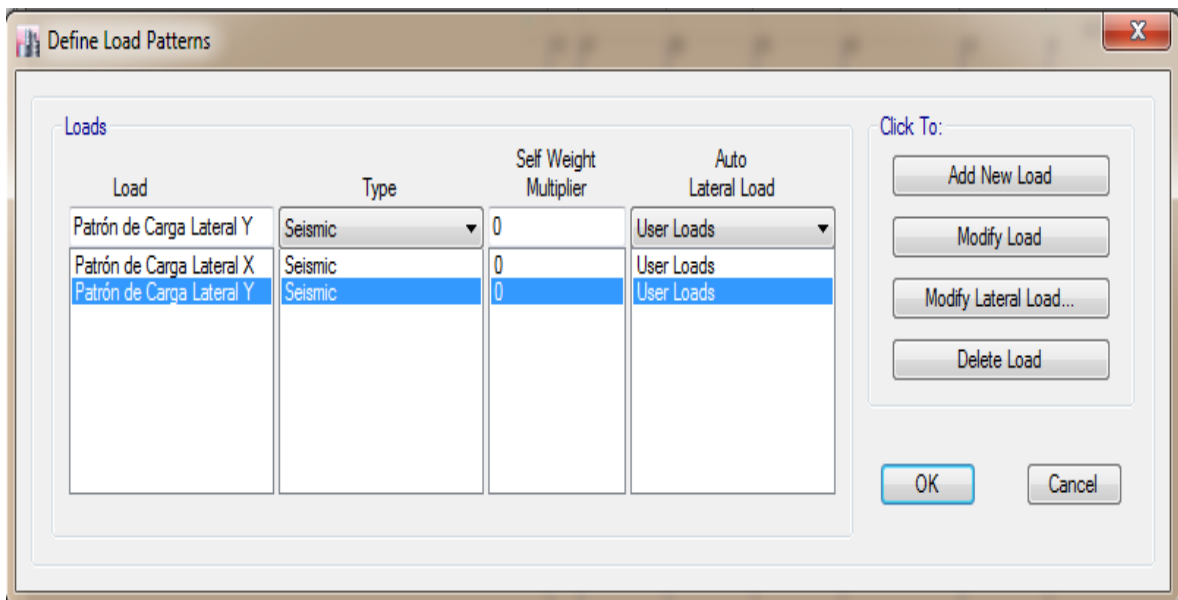 Define Load Patterns
X
Loads
Click To:
Load
Type
Self Weight
Multiplier
Auto
Lateral Load
Patrón de Carga Lateral Y Seismic 0 User Loads
Patrón de Carga Lateral X Seismic 0 User Loads
Patrón de Carga Lateral Y Seismic 0 User Loads
Add New Load
Modify Load
Modify Lateral Load...
Delete Load
OK
Cancel